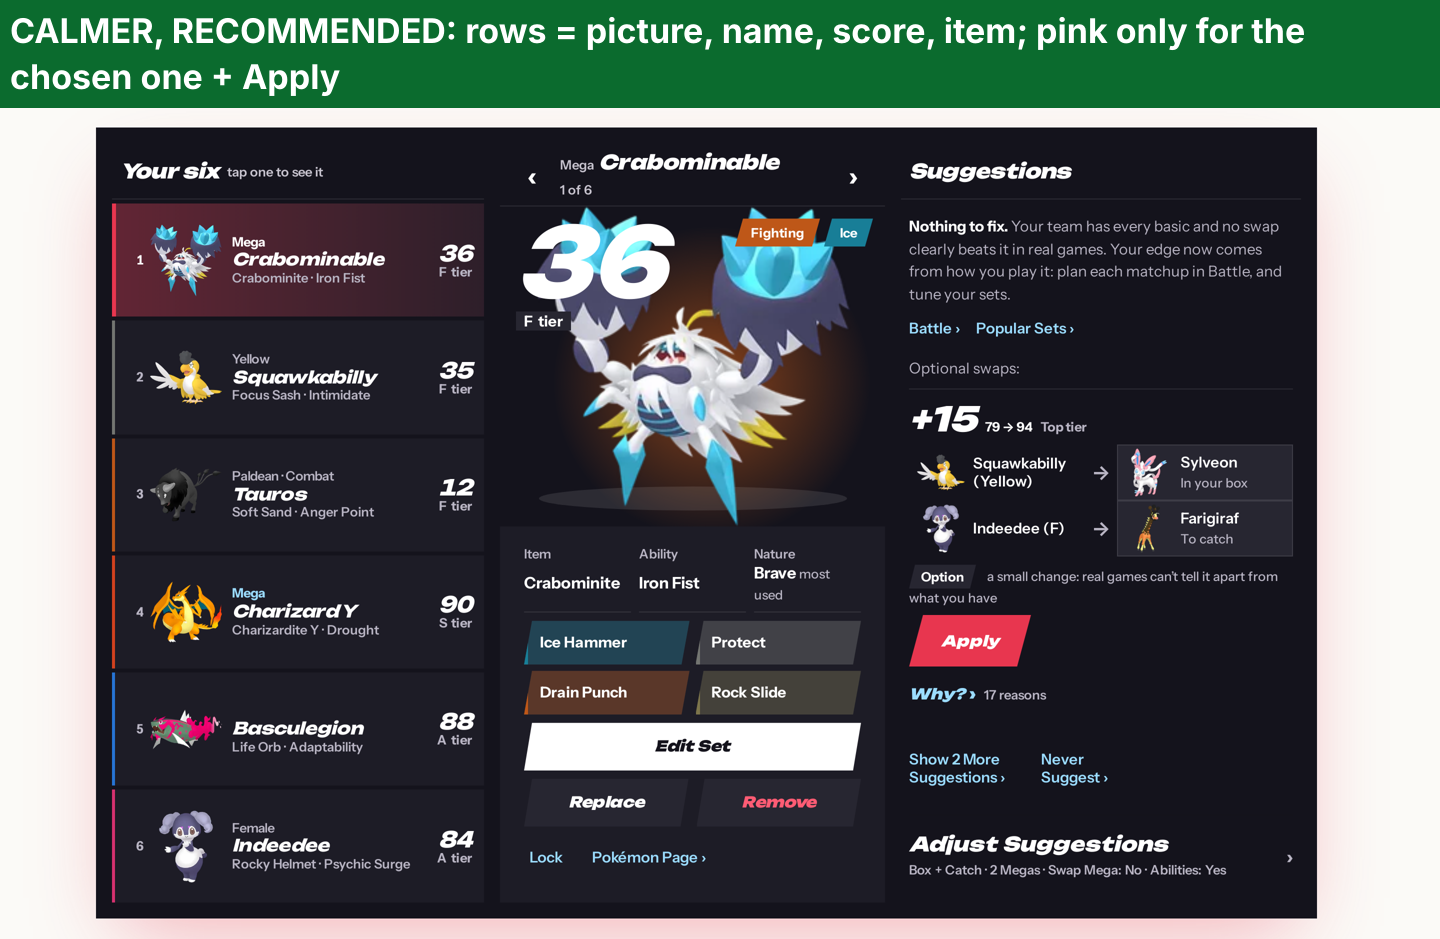 CALMER, RECOMMENDED: rows = picture, name, score, item; pink only for the
chosen one + Apply
Your six tap one to see it
1
Mega
Crabominable
Crabominite · Iron Fist
36
F tier
2
Yellow
Squawkabilly
Focus Sash · Intimidate
35
F tier
3
Paldean · Combat
Tauros
Soft Sand · Anger Point
12
F tier
4
Mega
Charizard Y
Charizardite Y · Drought
90
S tier
5
Basculegion
Life Orb · Adaptability
88
A tier
6
Female
Indeedee
Rocky Helmet · Psychic Surge
84
A tier
‹
Mega Crabominable
1 of 6
›
36
F tier
Fighting
Ice
Item
Crabominite
Ability
Iron Fist
Nature
Brave most
used
Ice Hammer
Protect
Drain Punch
Rock Slide
Edit Set
Replace
Remove
Lock
Pokémon Page ›
Suggestions
Nothing to fix. Your team has every basic and no swap
clearly beats it in real games. Your edge now comes
from how you play it: plan each matchup in Battle, and
tune your sets.
Battle › Popular Sets ›
Optional swaps:
+15 79 → 94 Top tier
Squawkabilly
(Yellow)
→
Sylveon
In your box
Indeedee (F)
→
Farigiraf
To catch
Option a small change: real games can't tell it apart from
what you have
Apply
Why? › 17 reasons
Show 2 More
Suggestions ›
Never
Suggest ›
Adjust Suggestions
Box + Catch · 2 Megas · Swap Mega: No · Abilities: Yes
›